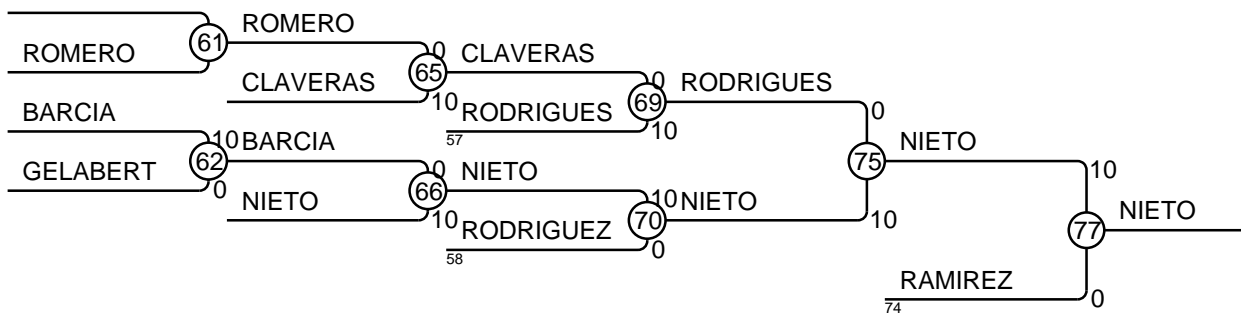 ROMERO
61
ROMERO
0
65
CLAVERAS
10
CLAVERAS
0
69
RODRIGUES
57
10
RODRIGUES
0
BARCIA
10
62
GELABERT
0
BARCIA
0
66
NIETO
10
NIETO
10
70
RODRIGUEZ
58
0
NIETO
10
75
NIETO
10
77
NIETO
RAMIREZ
74
0